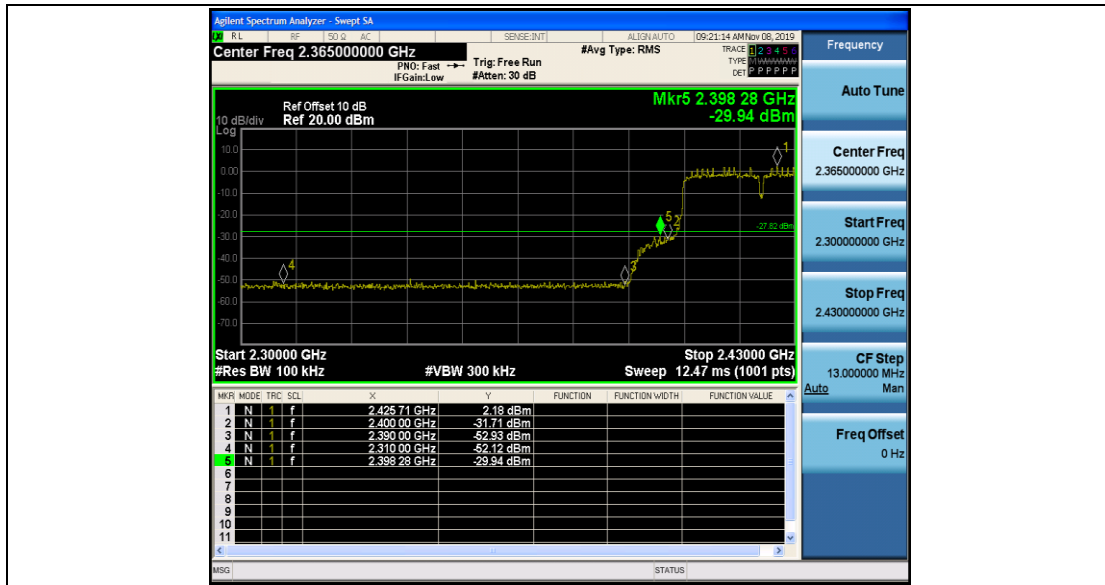 Agilent Spectrum Analyzer - Swept SA
RL RF 50 Ω AC SENSE:INT ALIGN AUTO 09:21:14 AM Nov 08, 2019
Center Freq 2.365000000 GHz #Avg Type: RMS TRACE 1 2 3 4 5 6
PNO: Fast Trig: Free Run TYPE M
IFGain:Low #Atten: 30 dB DET P P P P P P
Frequency
Auto Tune
Center Freq
2.365000000 GHz
Start Freq
2.300000000 GHz
Stop Freq
2.430000000 GHz
CF Step
13.000000 MHz
Auto Man
Freq Offset
0 Hz
Mkr5 2.398 28 GHz
-29.94 dBm
Ref Offset 10 dB
10 dB/div Ref 20.00 dBm
Log
10.0
0.00
-10.0
-20.0
-30.0
-40.0
-50.0
-60.0
-70.0
1
5 2
-27.82 dBm
4
3
Start 2.30000 GHz Stop 2.43000 GHz
#Res BW 100 kHz #VBW 300 kHz Sweep 12.47 ms (1001 pts)
MKR MODE TRC SCL X Y FUNCTION FUNCTION WIDTH FUNCTION VALUE
1 N 1 f 2.425 71 GHz 2.18 dBm
2 N 1 f 2.400 00 GHz -31.71 dBm
3 N 1 f 2.390 00 GHz -52.93 dBm
4 N 1 f 2.310 00 GHz -52.12 dBm
5 N 1 f 2.398 28 GHz -29.94 dBm
6
7
8
9
10
11
MSG STATUS